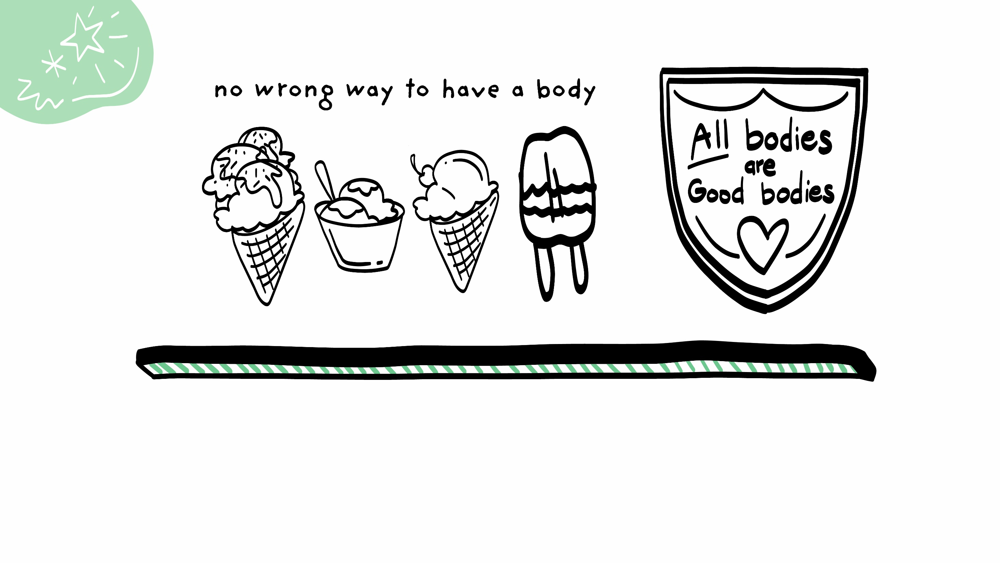 no wrong way to have a body
All bodies
are
Good bodies